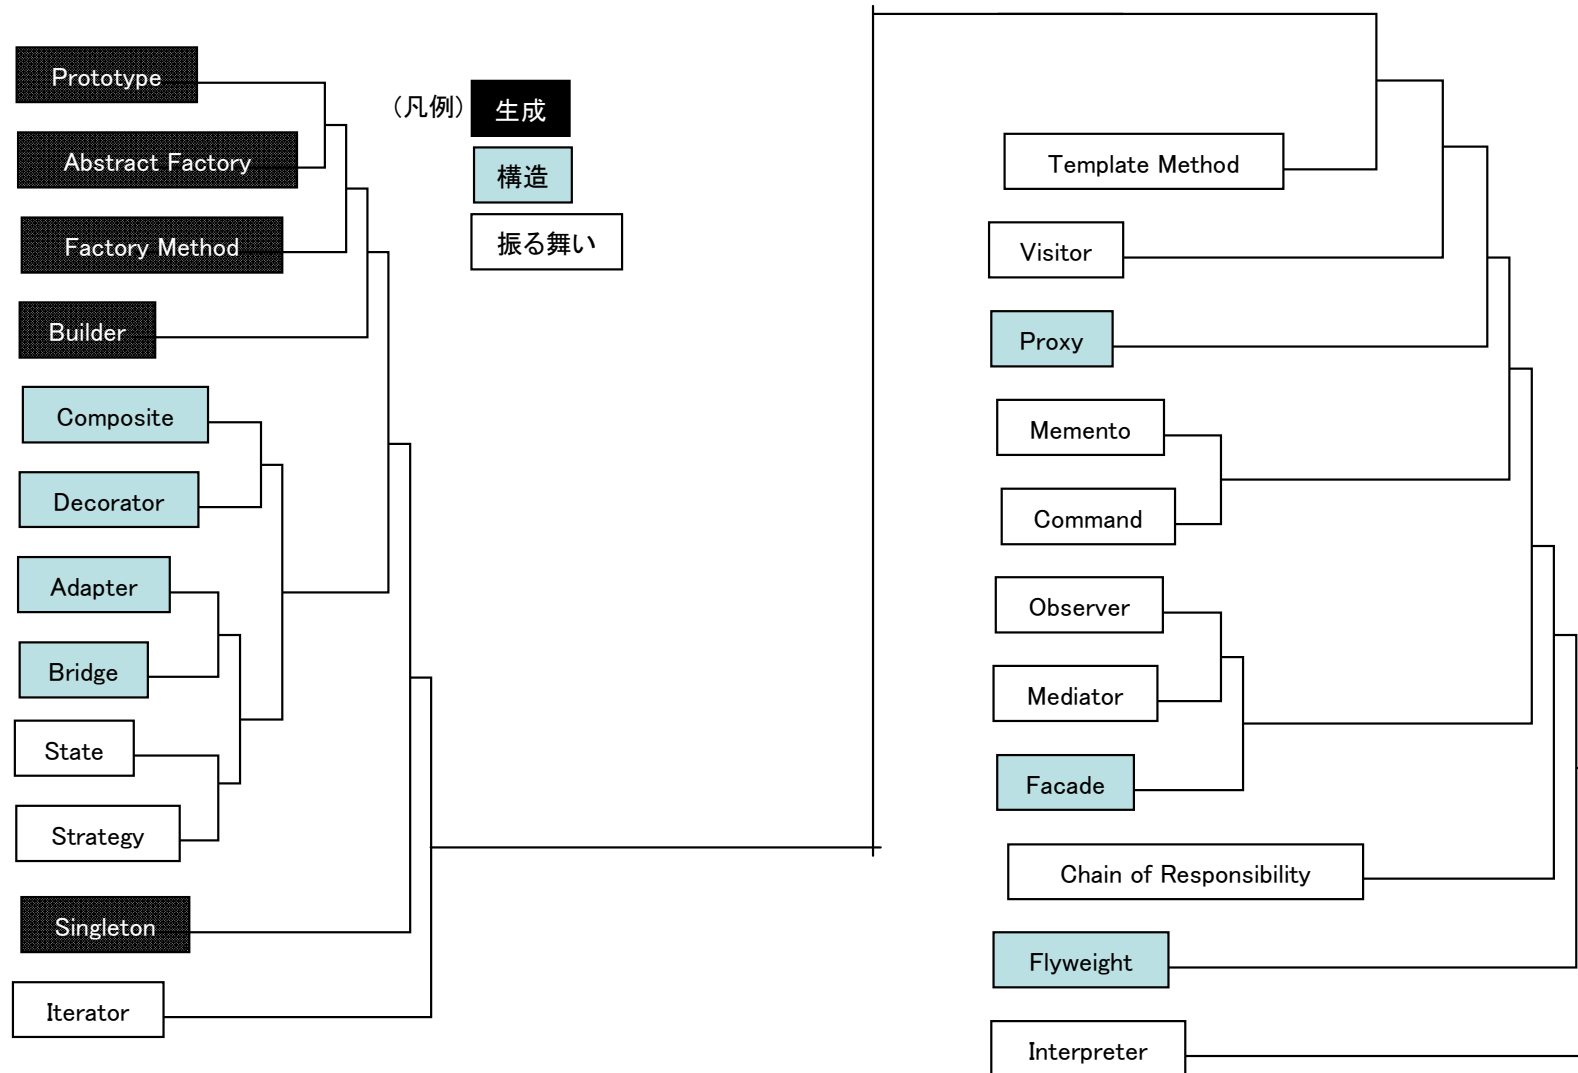 Prototype
Abstract Factory
Factory Method
Builder
Composite
Decorator
Adapter
Bridge
State
Strategy
Singleton
Iterator
(凡例)
生成
構造
振る舞い
Template Method
Visitor
Proxy
Memento
Command
Observer
Mediator
Facade
Chain of Responsibility
Flyweight
Interpreter